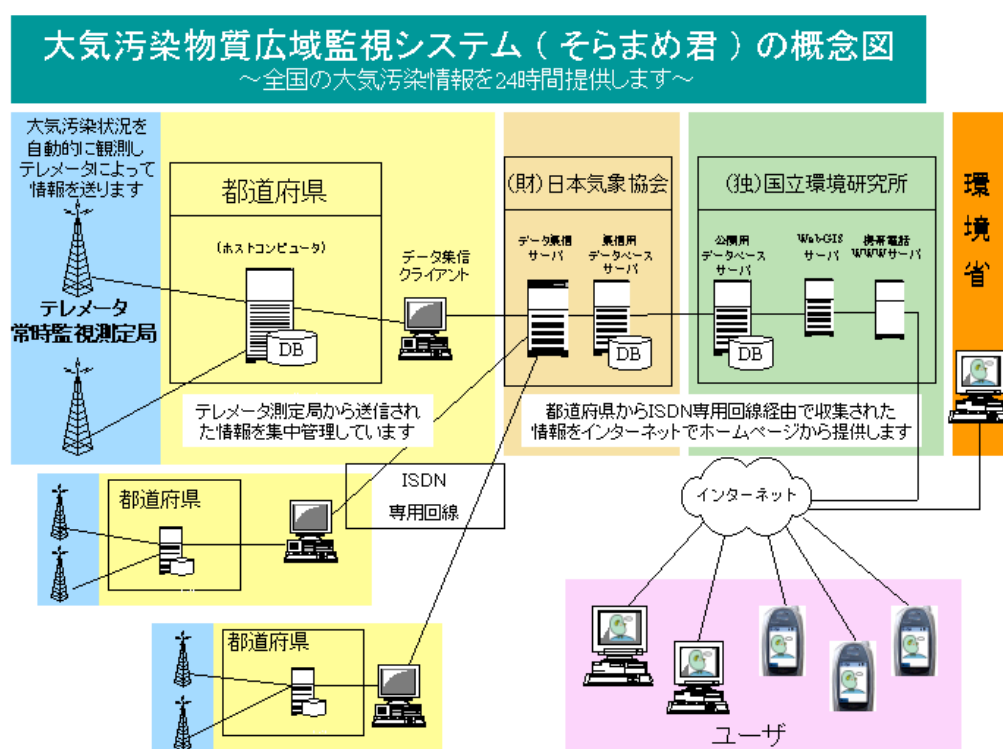 大気汚染物質広域監視システム（そらまめ君）の概念図
～全国の大気汚染情報を24時間提供します～
大気汚染状況を
自動的に観測し
テレメータによって
情報を送ります
テレメータ
常時監視測定局
都道府県
(ホストコンピュータ)
DB
データ集信
クライアント
テレメータ測定局から送信され
た情報を集中管理しています
(財)日本気象協会
データ集信
サーバ
集信用
データベース
サーバ
DB
(独)国立環境研究所
公開用
データベース
サーバ
DB
Web-GIS
サーバ
携帯電話
WWWサーバ
都道府県からISDN専用回線経由で収集された
情報をインターネットでホームページから提供します
環
境
省
ISDN
専用回線
都道府県
都道府県
インターネット
ユーザ